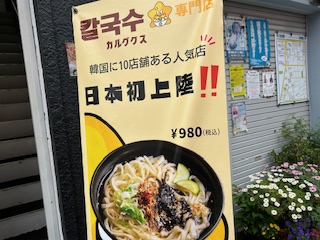 칼국수 専門店
カルグクス
韓国に10店舗ある人気店
日本初上陸!!
¥980(税込)